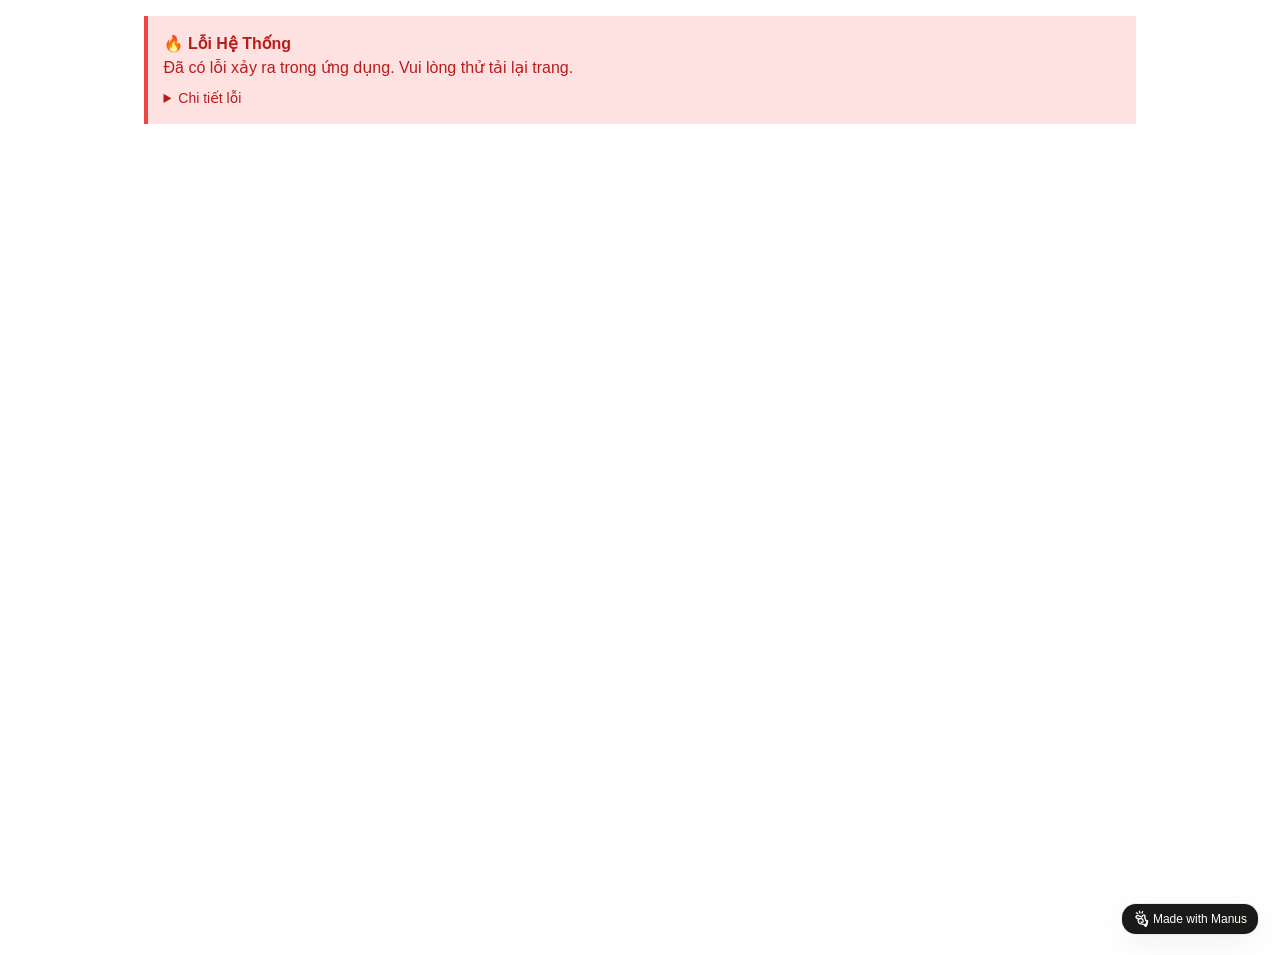 🔥 Lỗi Hệ Thống
Đã có lỗi xảy ra trong ứng dụng. Vui lòng thử tải lại trang.
Chi tiết lỗi
Made with Manus